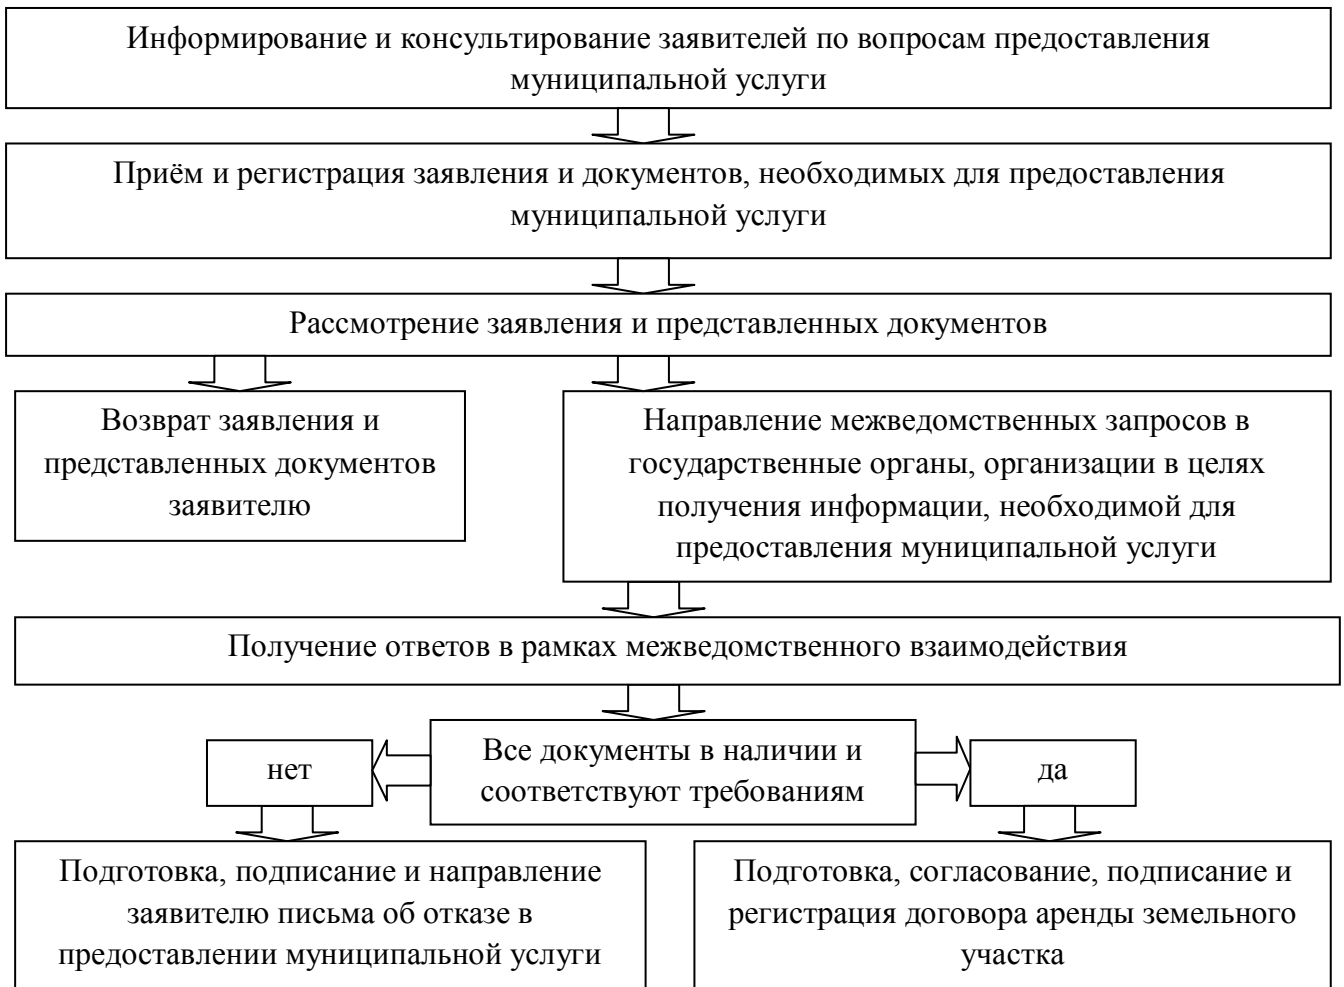 Информирование и консультирование заявителей по вопросам предоставления
муниципальной услуги
Приём и регистрация заявления и документов, необходимых для предоставления
муниципальной услуги
Рассмотрение заявления и представленных документов
Возврат заявления и
представленных документов
заявителю
Направление межведомственных запросов в
государственные органы, организации в целях
получения информации, необходимой для
предоставления муниципальной услуги
Получение ответов в рамках межведомственного взаимодействия
Все документы в наличии и
соответствуют требованиям
нет
да
Подготовка, подписание и направление
заявителю письма об отказе в
предоставлении муниципальной услуги
Подготовка, согласование, подписание и
регистрация договора аренды земельного
участка